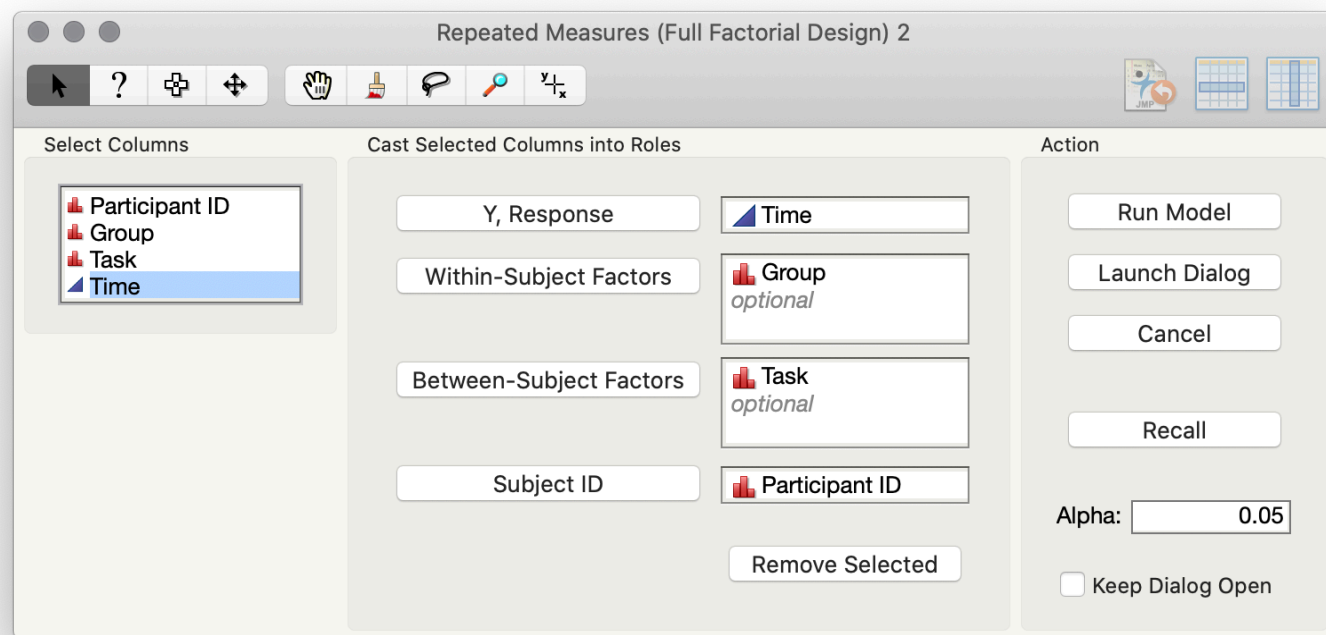 Repeated Measures (Full Factorial Design) 2
?
y
x
JMP
Select Columns
Participant ID
Group
Task
Time
Cast Selected Columns into Roles
Y, Response
Time
Within-Subject Factors
Group
optional
Between-Subject Factors
Task
optional
Subject ID
Participant ID
Remove Selected
Action
Run Model
Launch Dialog
Cancel
Recall
Alpha: 0.05
Keep Dialog Open